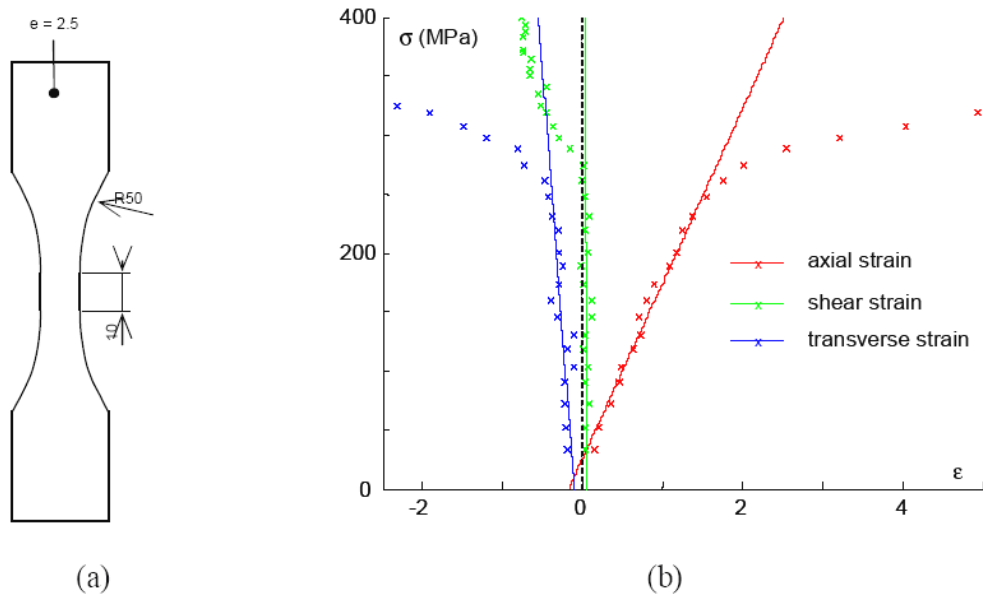 e = 2.5
R50
10
(a)
400
σ (MPa)
200
0
-2
0
2
4
ε
axial strain
shear strain
transverse strain
(b)